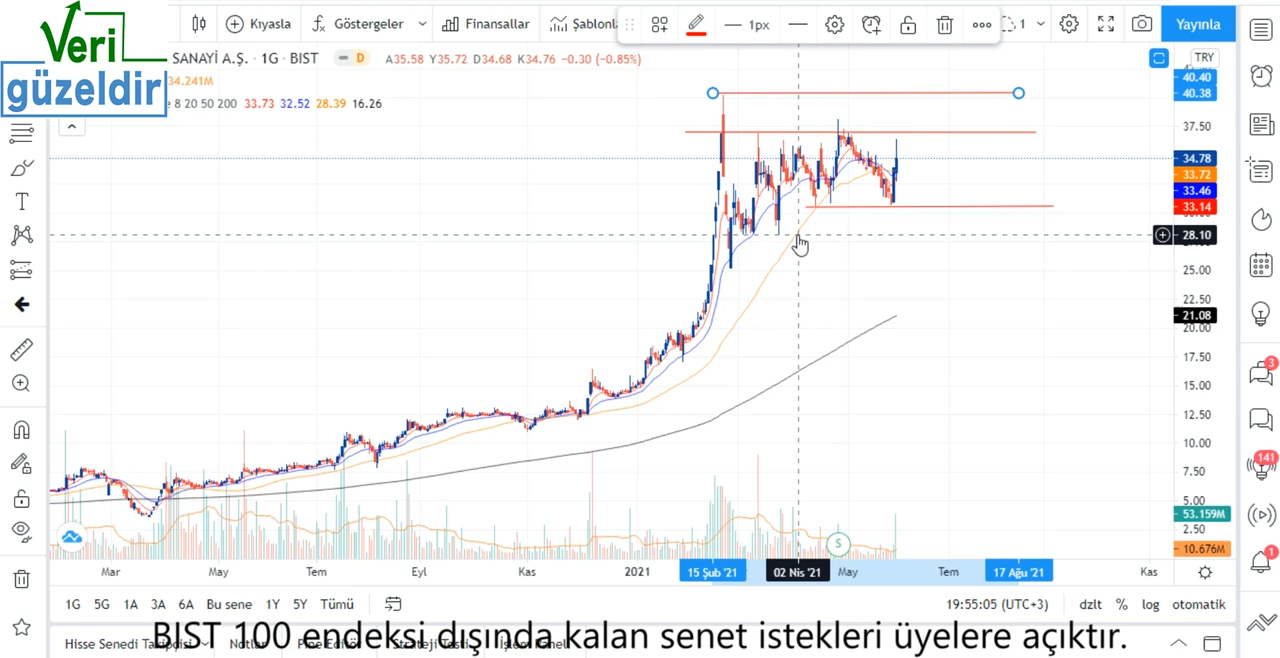 Veri
güzeldir
Kıyasla
Göstergeler
Finansallar
1px
1
Yayınla
SANAYİ A.Ş. · 1G · BIST
D
A35.58 Y35.72 D34.68 K34.76 −0.30 (−0.85%)
TRY
34.241M
8 20 50 200 33.73 32.52 28.39 16.26
40.40
40.38
37.50
34.78
33.72
33.46
33.14
28.10
25.00
22.50
21.08
20.00
17.50
15.00
12.50
10.00
7.50
5.00
53.159M
2.50
10.676M
S
3
141
1
Mar May Tem Eyl Kas 2021 15 Şub '21 02 Nis '21 May Tem 17 Ağu '21 Kas
1G 5G 1A 3A 6A Bu sene 1Y 5Y Tümü 19:55:05 (UTC+3) dzlt % log otomatik
Hisse Senedi
BIST 100 endeksi dışında kalan senet istekleri üyelere açıktır.